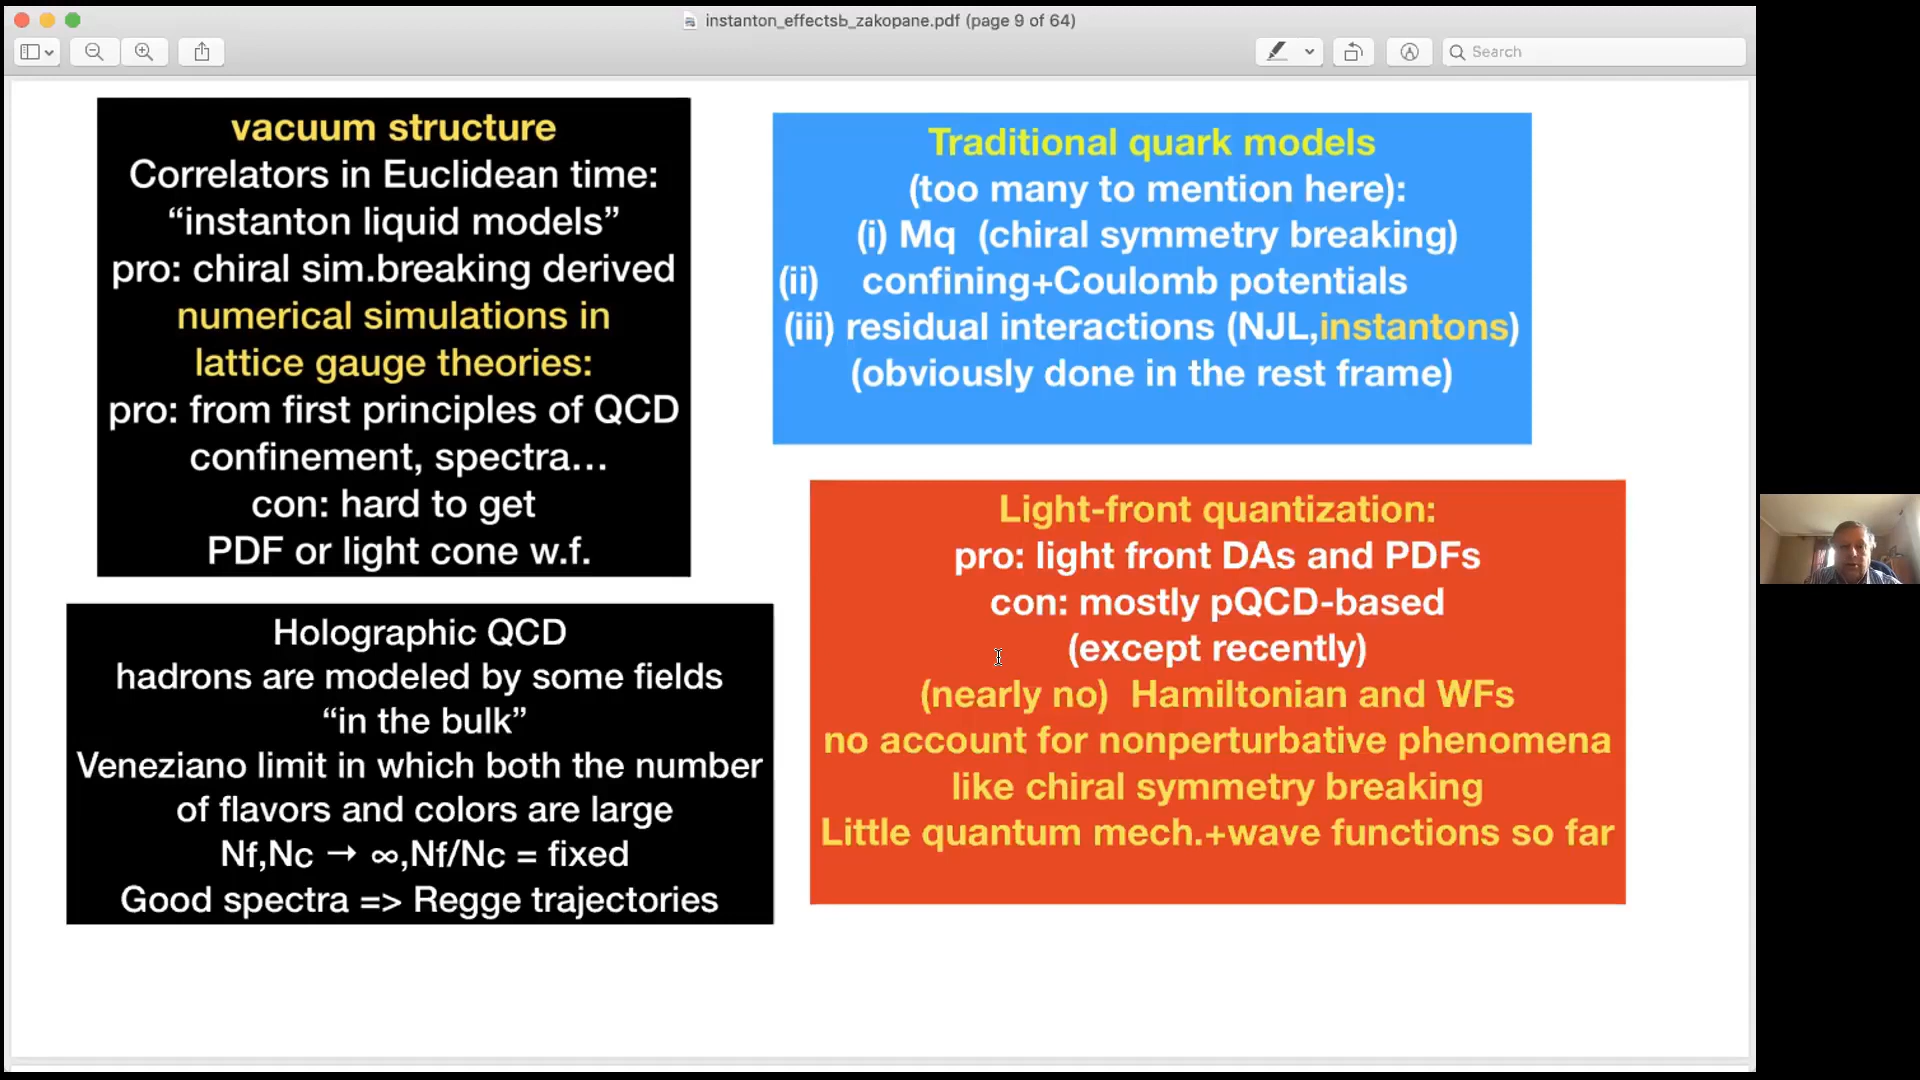 instanton_effectsb_zakopane.pdf (page 9 of 64)
Search
vacuum structure
Correlators in Euclidean time:
“instanton liquid models”
pro: chiral sim.breaking derived
numerical simulations in
lattice gauge theories:
pro: from first principles of QCD
confinement, spectra...
con: hard to get
PDF or light cone w.f.
Holographic QCD
hadrons are modeled by some fields
“in the bulk”
Veneziano limit in which both the number
of flavors and colors are large
Nf,Nc → ∞,Nf/Nc = fixed
Good spectra => Regge trajectories
Traditional quark models
(too many to mention here):
(i) Mq (chiral symmetry breaking)
(ii) confining+Coulomb potentials
(iii) residual interactions (NJL,instantons)
(obviously done in the rest frame)
Light-front quantization:
pro: light front DAs and PDFs
con: mostly pQCD-based
(except recently)
(nearly no) Hamiltonian and WFs
no account for nonperturbative phenomena
like chiral symmetry breaking
Little quantum mech.+wave functions so far